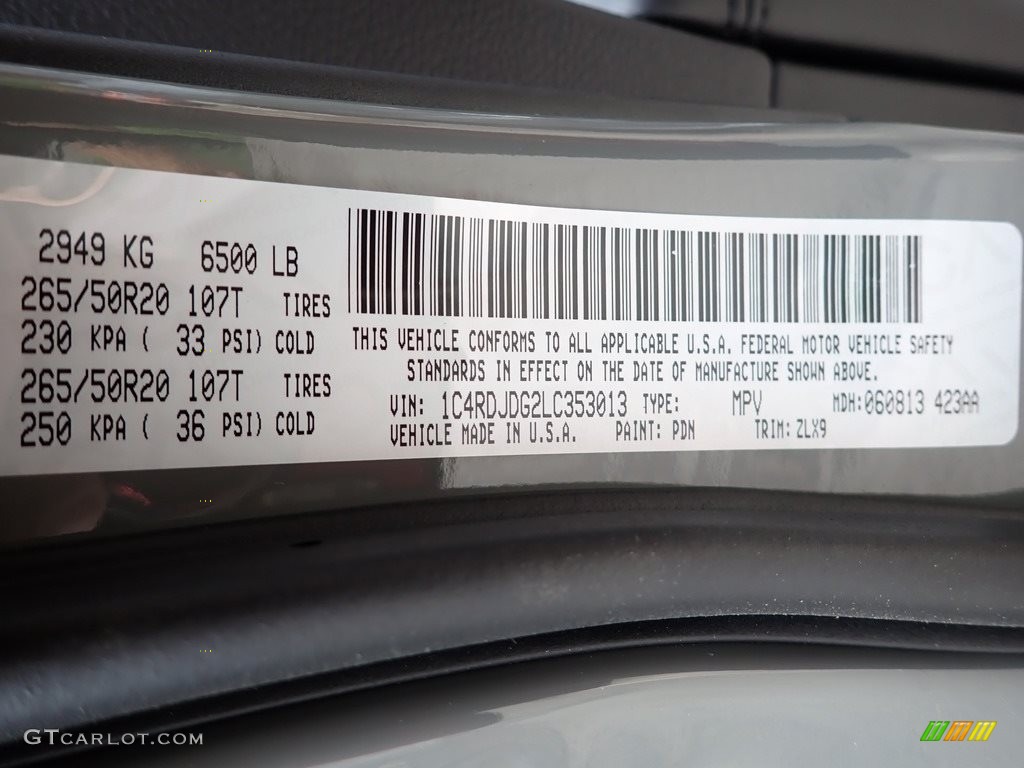 2949 KG 6500 LB
265/50R20 107T TIRES
230 KPA ( 33 PSI) COLD
265/50R20 107T TIRES
250 KPA ( 36 PSI) COLD
THIS VEHICLE CONFORMS TO ALL APPLICABLE U.S.A. FEDERAL MOTOR VEHICLE SAFETY
STANDARDS IN EFFECT ON THE DATE OF MANUFACTURE SHOWN ABOVE.
VIN: 1C4RDJDG2LC353013 TYPE: MPV MDH:060813 423AA
VEHICLE MADE IN U.S.A. PAINT: PDN TRIM: ZLX9
GTCARLOT.COM